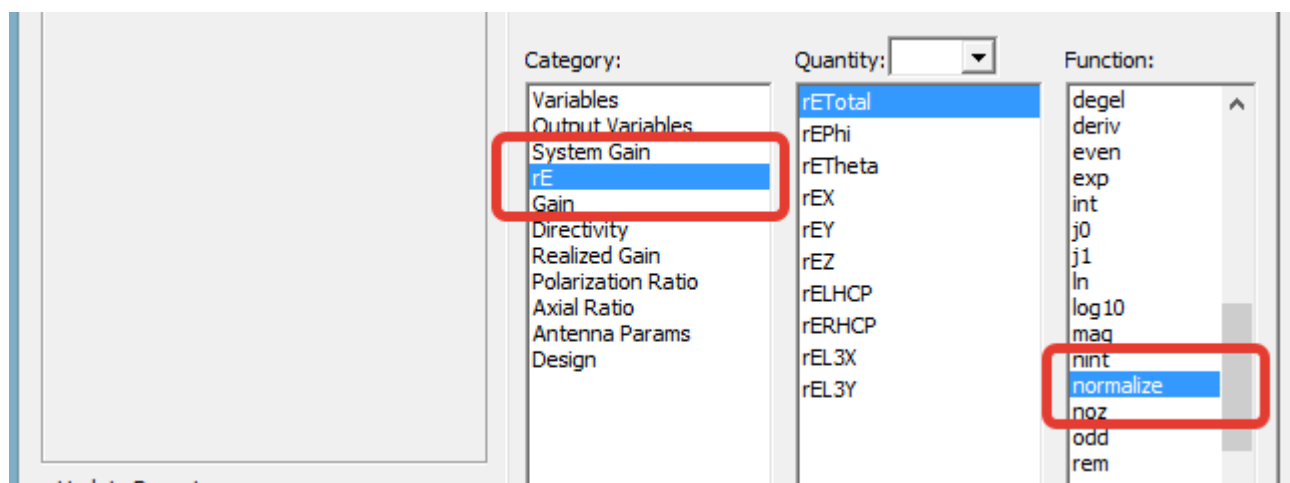 Category:
Quantity:
Function:
Variables
Output Variables
System Gain
rE
Gain
Directivity
Realized Gain
Polarization Ratio
Axial Ratio
Antenna Params
Design
rETotal
rEPhi
rETheta
rEX
rEY
rEZ
rELHCP
rERHCP
rEL3X
rEL3Y
degel
deriv
even
exp
int
j0
j1
ln
log10
mag
nint
normalize
noz
odd
rem